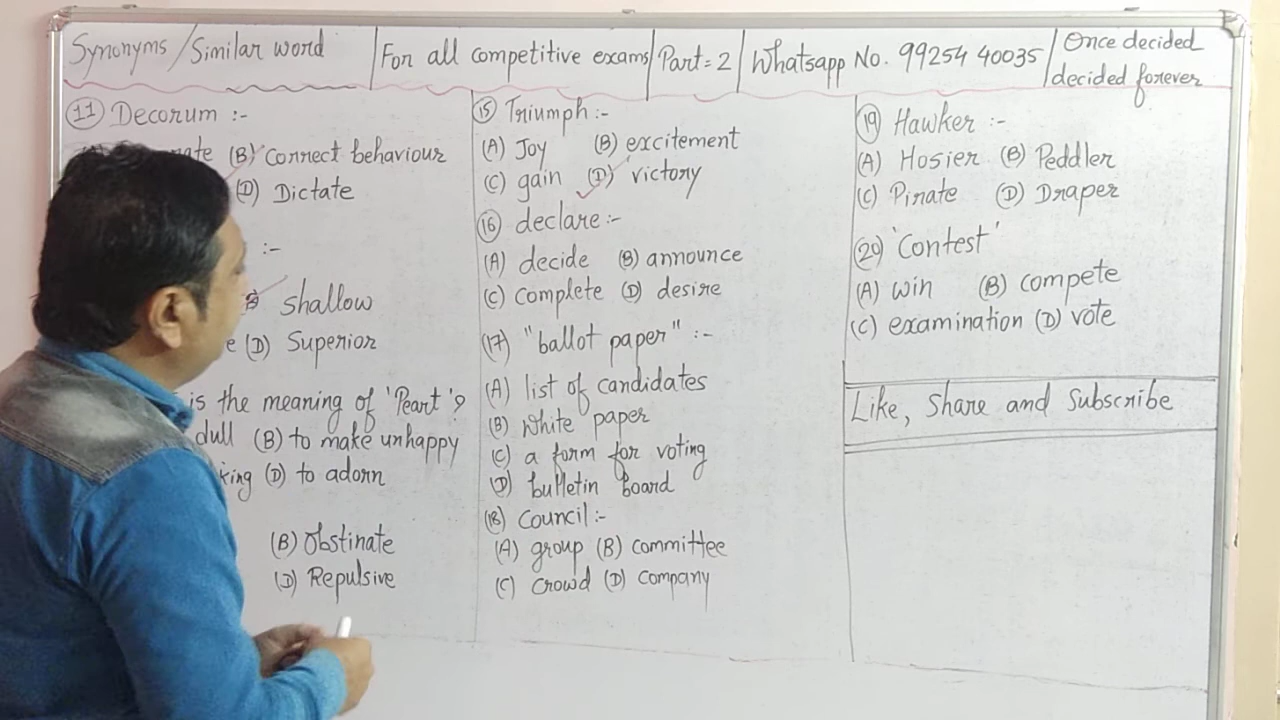 Synonyms / Similar word
For all competitive exams
Part = 2
Whatsapp No. 99254 40035
Once decided
decided forever
(11) Decorum :-
(B) Correct behaviour
(D) Dictate
:-
(B) shallow
(D) Superior
is the meaning of 'Peart'?
dull (B) to make unhappy
(D) to adorn
(B) Obstinate
(D) Repulsive
(15) Triumph :-
(A) Joy (B) excitement
(C) gain (D) victory
(16) declare :-
(A) decide (B) announce
(C) complete (D) desire
(17) "ballot paper" :-
(A) list of candidates
(B) White paper
(C) a form for voting
(D) bulletin board
(18) Council :-
(A) group (B) committee
(C) crowd (D) company
(19) Hawker :-
(A) Hosier (B) Peddler
(C) Pirate (D) Draper
(20) 'Contest'
(A) win (B) compete
(C) examination (D) vote
Like, Share and Subscribe